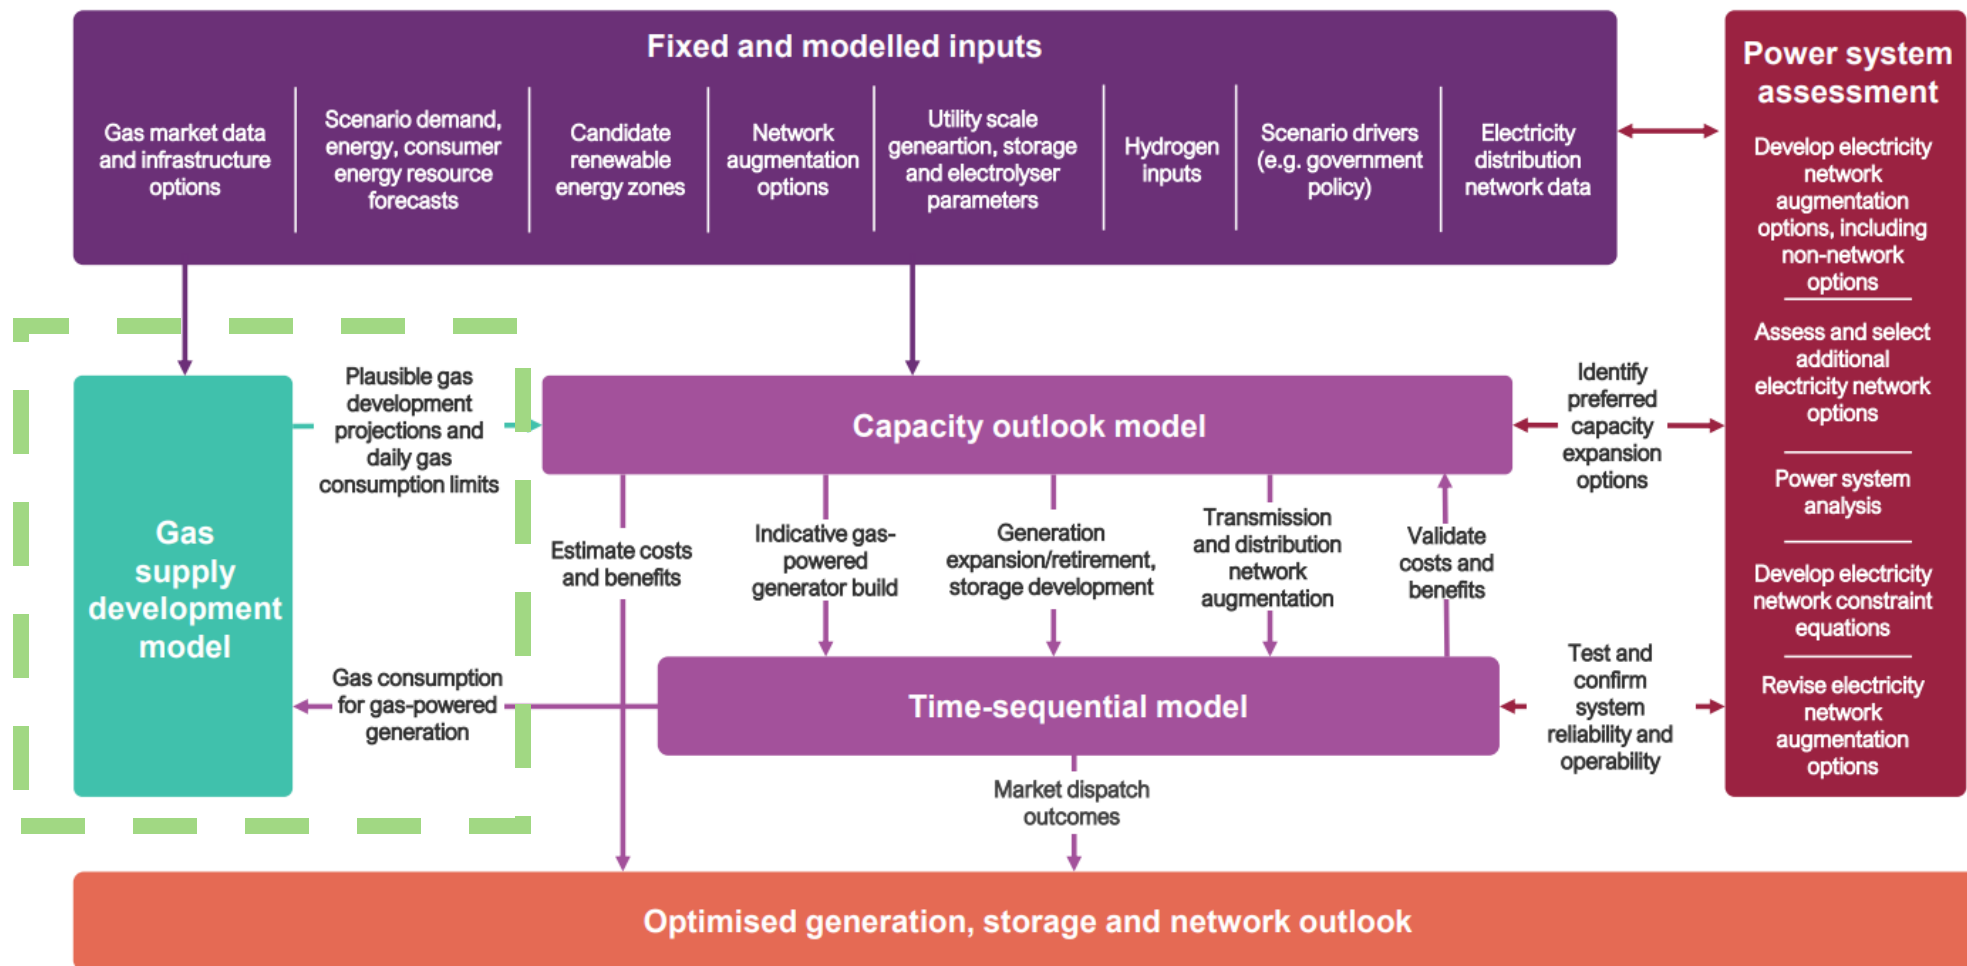 Fixed and modelled inputs
Gas market data
and infrastructure
options
Scenario demand,
energy, consumer
energy resource
forecasts
Candidate
renewable
energy zones
Network
augmentation
options
Utility scale
geneartion, storage
and electrolyser
parameters
Hydrogen
inputs
Scenario drivers
(e.g. government
policy)
Electricity
distribution
network data
Power system
assessment
Develop electricity
network
augmentation
options, including
non-network
options
Assess and select
additional
electricity network
options
Power system
analysis
Develop electricity
network constraint
equations
Revise electricity
network
augmentation
options
Gas
supply
development
model
Plausible gas
development
projections and
daily gas
consumption limits
Capacity outlook model
Identify
preferred
capacity
expansion
options
Estimate costs
and benefits
Indicative gas-
powered
generator build
Generation
expansion/retirement,
storage development
Transmission
and distribution
network
augmentation
Validate
costs and
benefits
Gas consumption
for gas-powered
generation
Time-sequential model
Test and
confirm
system
reliability and
operability
Market dispatch
outcomes
Optimised generation, storage and network outlook